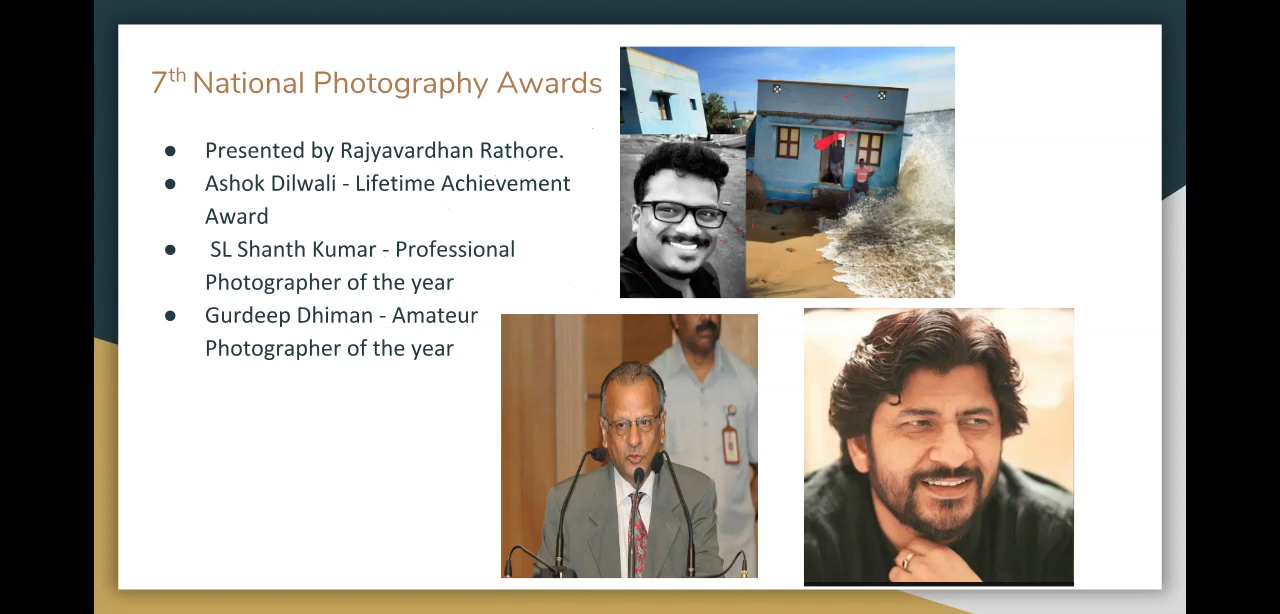 7th National Photography Awards
● Presented by Rajyavardhan Rathore.
● Ashok Dilwali - Lifetime Achievement
Award
● SL Shanth Kumar - Professional
Photographer of the year
● Gurdeep Dhiman - Amateur
Photographer of the year